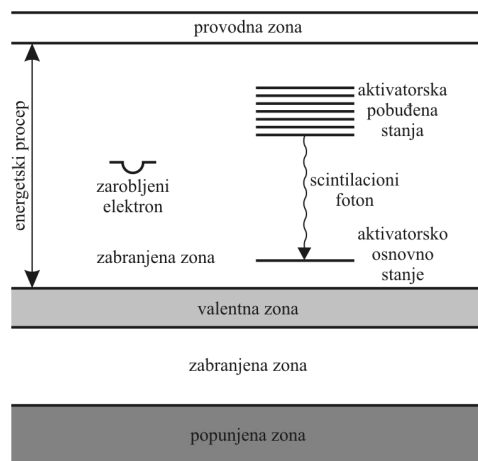 provodna zona
energetski procep
aktivatorska
pobuđena
stanja
zarobljeni
elektron
scintilacioni
foton
zabranjena zona
aktivatorsko
osnovno
stanje
valentna zona
zabranjena zona
popunjena zona